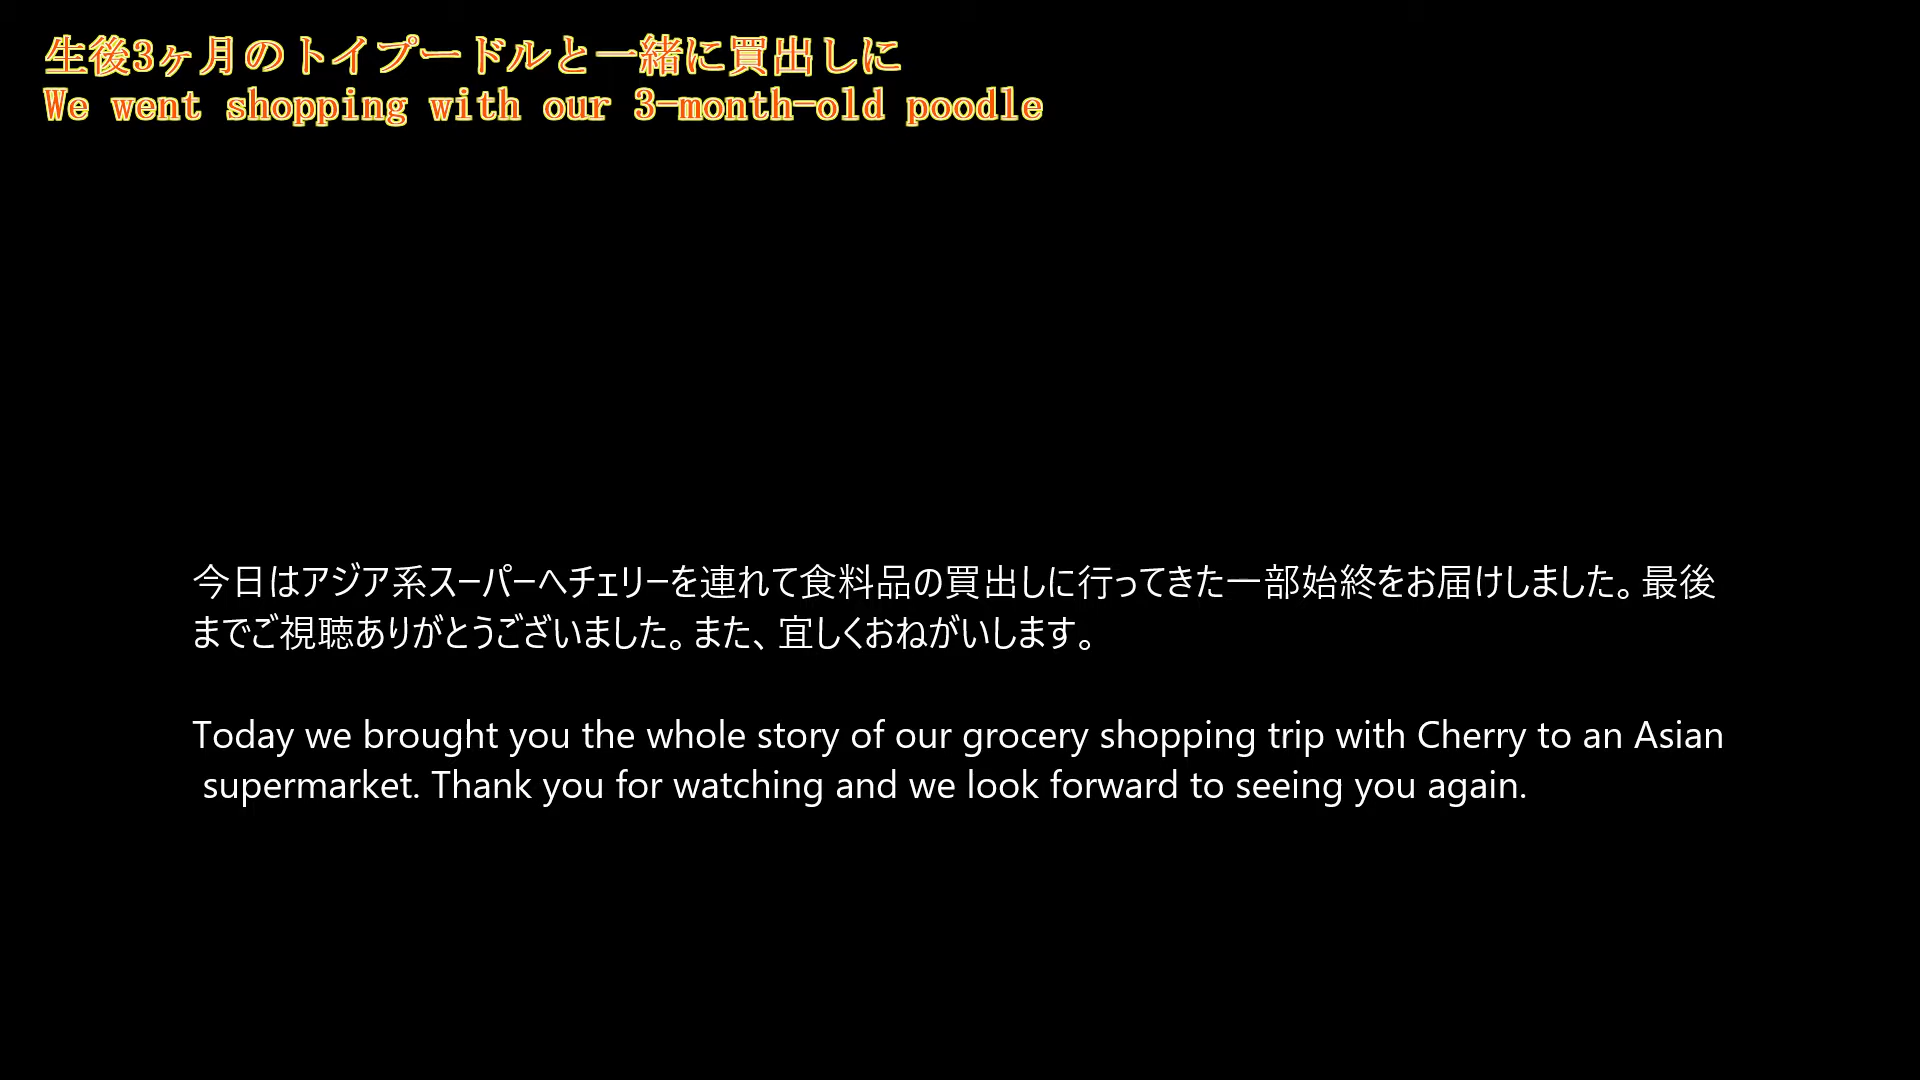 生後3ヶ月のトイプードルと一緒に買出しに
We went shopping with our 3-month-old poodle
今日はアジア系スーパーへチェリーを連れて食料品の買出しに行ってきた一部始終をお届けしました。最後
までご視聴ありがとうございました。また、宜しくおねがいします。
Today we brought you the whole story of our grocery shopping trip with Cherry to an Asian
supermarket. Thank you for watching and we look forward to seeing you again.